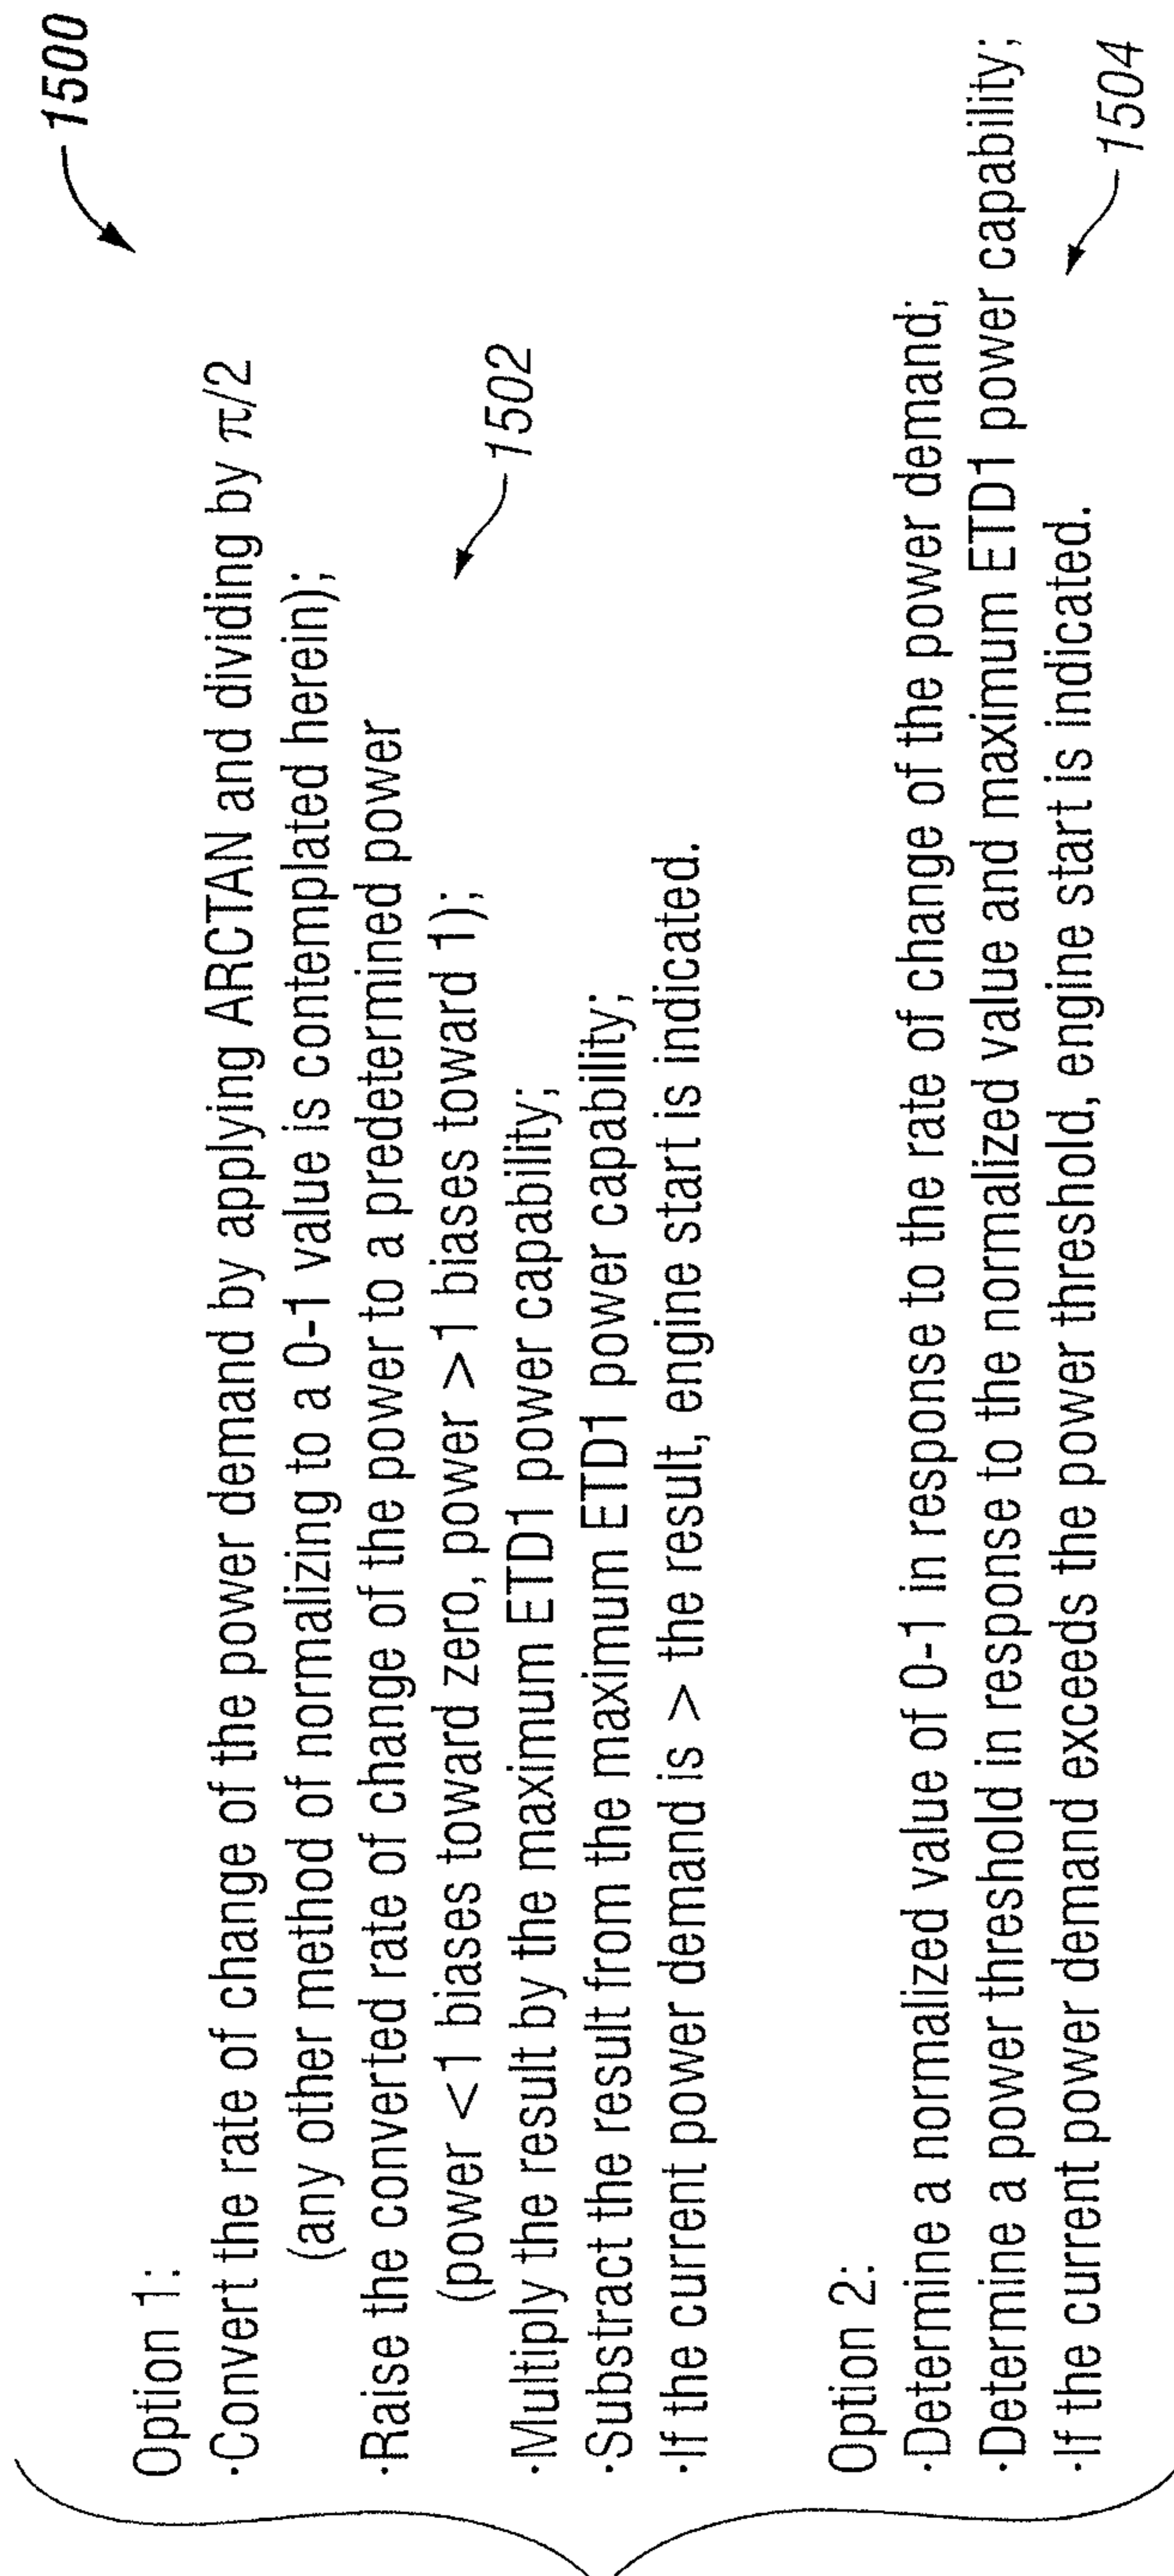 1500
Option 1:
·Convert the rate of change of the power demand by applying ARCTAN and dividing by π/2
(any other method of normalizing to a 0-1 value is contemplated herein);
·Raise the converted rate of change of the power to a predetermined power
(power <1 biases toward zero, power >1 biases toward 1);
1502
·Multiply the result by the maximum ETD1 power capability;
·Substract the result from the maximum ETD1 power capability;
·If the current power demand is > the result, engine start is indicated.
Option 2:
·Determine a normalized value of 0-1 in response to the rate of change of the power demand;
·Determine a power threshold in response to the normalized value and maximum ETD1 power capability;
·If the current power demand exceeds the power threshold, engine start is indicated.
1504